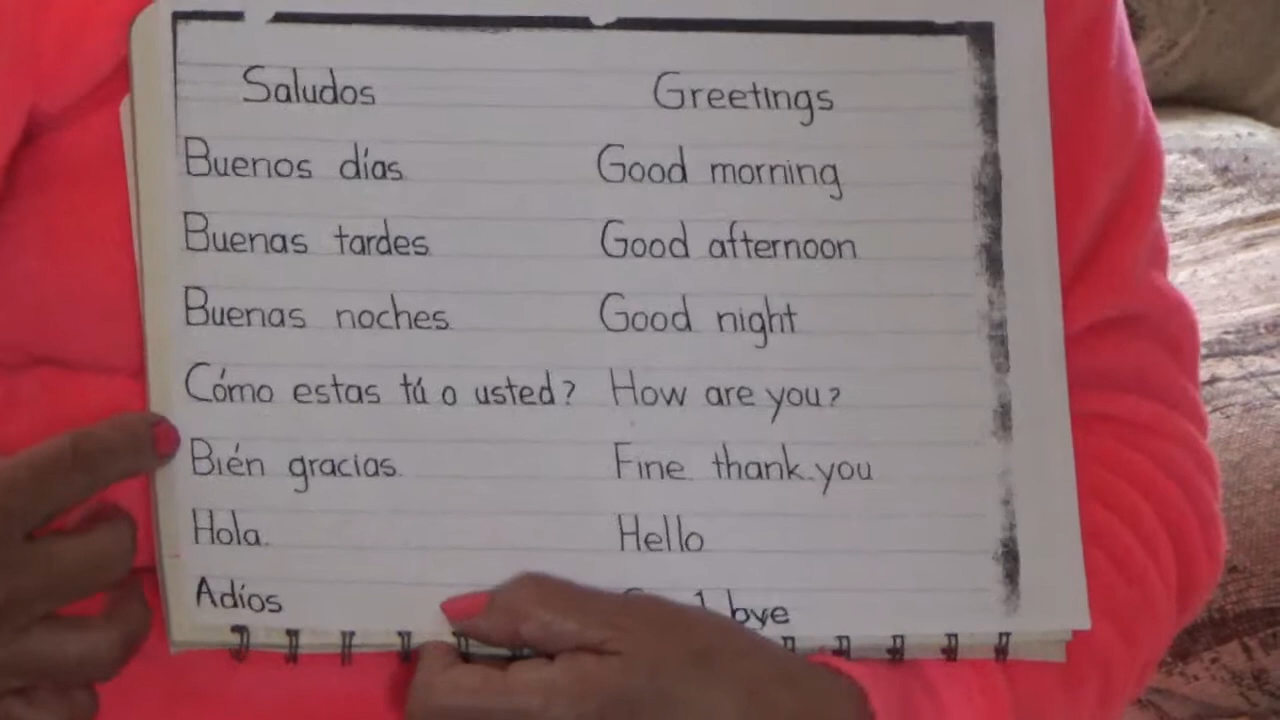 Saludos Greetings
Buenos días Good morning
Buenas tardes Good afternoon
Buenas noches Good night
Cómo estas tú o usted? How are you?
Bién gracias. Fine thank.you
Hola. Hello
Adíos bye